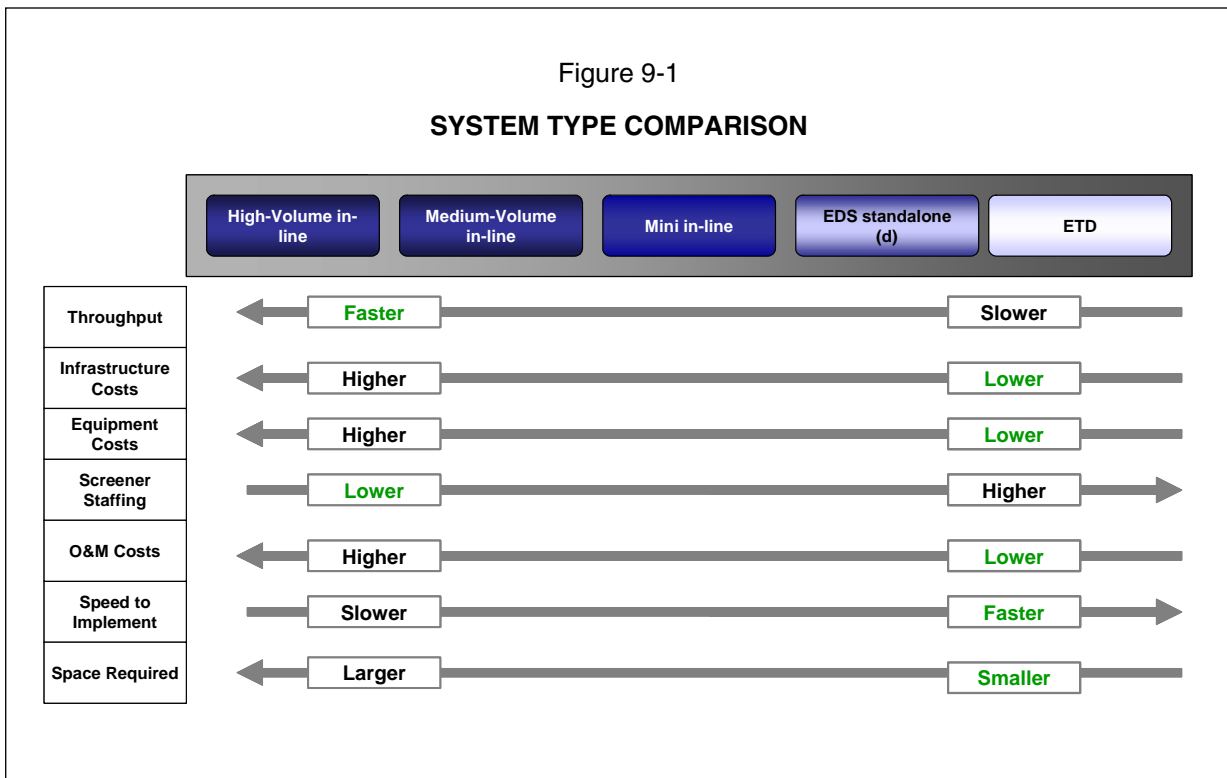 Figure 9-1
SYSTEM TYPE COMPARISON
High-Volume in-
line
Medium-Volume
in-line
Mini in-line
EDS standalone
(d)
ETD
Throughput
Faster
Slower
Infrastructure
Costs
Higher
Lower
Equipment
Costs
Higher
Lower
Screener
Staffing
Lower
Higher
O&M Costs
Higher
Lower
Speed to
Implement
Slower
Faster
Space Required
Larger
Smaller